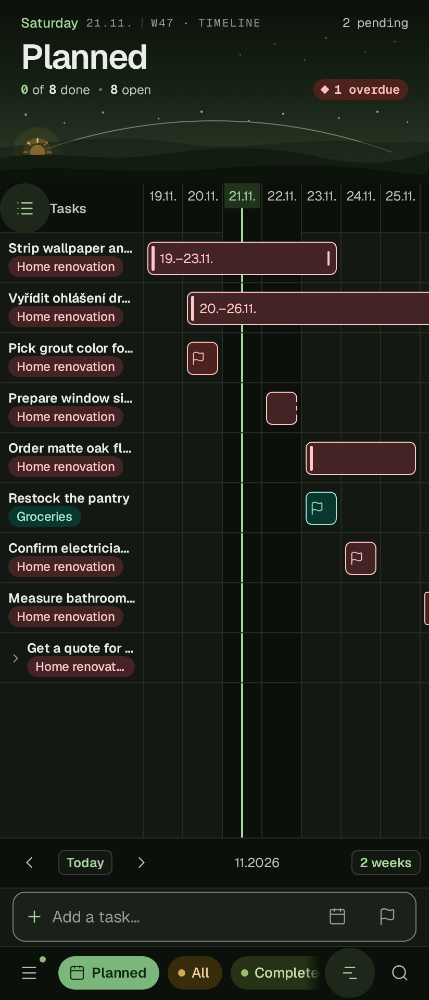 Saturday 21.11. | W47 · TIMELINE 2 pending
Planned
0 of 8 done · 8 open ◆ 1 overdue
Tasks 19.11. 20.11. 21.11. 22.11. 23.11. 24.11. 25.11.
Strip wallpaper an…
Home renovation
19.–23.11.
Vyřídit ohlášení dr…
Home renovation
20.–26.11.
Pick grout color fo…
Home renovation
Prepare window si…
Home renovation
Order matte oak fl…
Home renovation
Restock the pantry
Groceries
Confirm electricia…
Home renovation
Measure bathroom…
Home renovation
Get a quote for …
Home renovat…
Today 11.2026 2 weeks
+ Add a task…
Planned All Complete